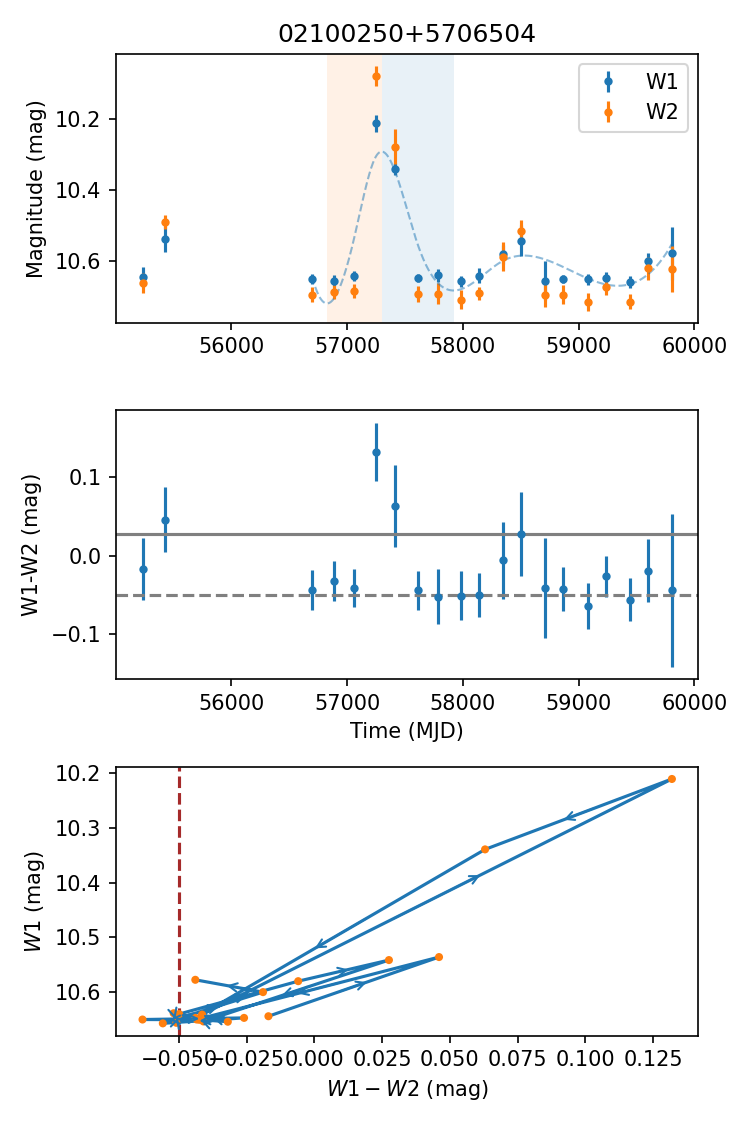 02100250+5706504
W1
W2
Magnitude (mag)
10.2
10.4
10.6
56000 57000 58000 59000 60000
W1-W2 (mag)
0.1
0.0
−0.1
56000 57000 58000 59000 60000
Time (MJD)
W1 (mag)
10.2
10.3
10.4
10.5
10.6
−0.050 −0.025 0.000 0.025 0.050 0.075 0.100 0.125
W1 − W2 (mag)